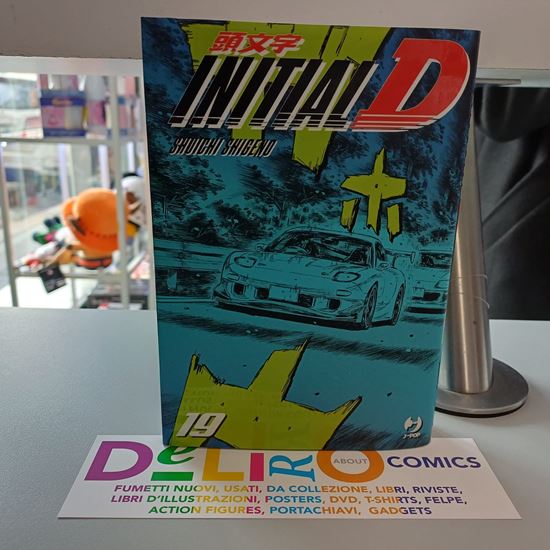 頭文字
INITIAL D
SHUICHI SHIGENO
ホ
19
J-POP
DeLiRO ABOUT COMICS
FUMETTI NUOVI, USATI, DA COLLEZIONE, LIBRI, RIVISTE,
LIBRI D'ILLUSTRAZIONI, POSTERS, DVD, T-SHIRTS, FELPE,
ACTION FIGURES, PORTACHIAVI, GADGETS